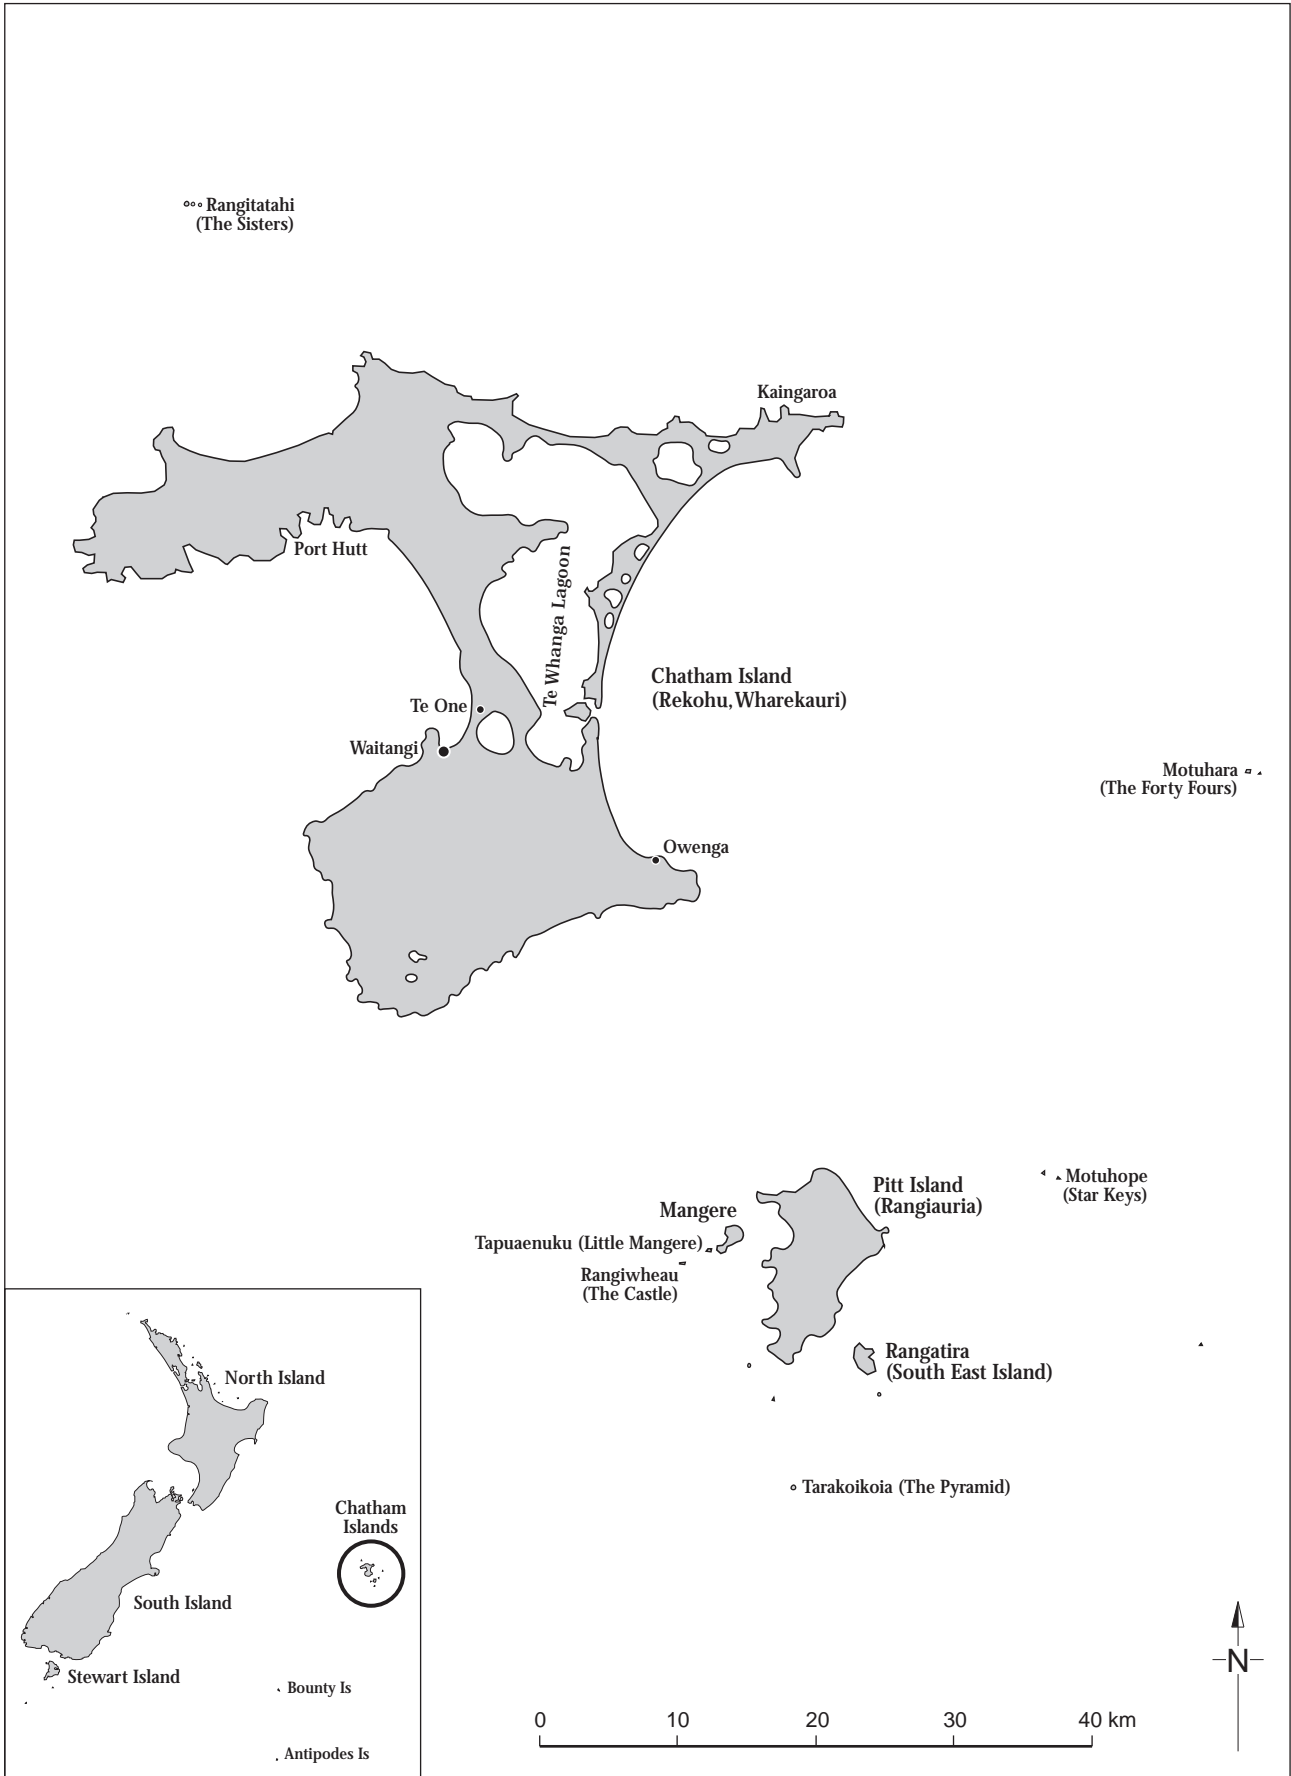 Rangitatahi
(The Sisters)
Kaingaroa
Port Hutt
Te Whanga Lagoon
Chatham Island
(Rekohu, Wharekauri)
Te One
Waitangi
Motuhara
(The Forty Fours)
Owenga
Pitt Island
(Rangiauria)
Motuhope
(Star Keys)
Mangere
Tapuaenuku (Little Mangere)
Rangiwheau
(The Castle)
Rangatira
(South East Island)
Tarakoikoia (The Pyramid)
North Island
Chatham
Islands
South Island
Stewart Island
Bounty Is
Antipodes Is
0 10 20 30 40 km
N